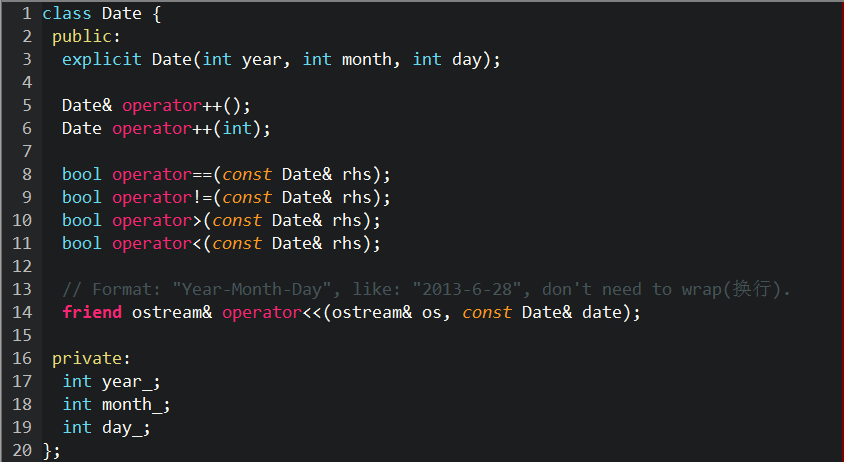 1 class Date {
2  public:
3   explicit Date(int year, int month, int day);
4
5   Date& operator++();
6   Date operator++(int);
7
8   bool operator==(const Date& rhs);
9   bool operator!=(const Date& rhs);
10   bool operator>(const Date& rhs);
11   bool operator<(const Date& rhs);
12
13   // Format: "Year-Month-Day", like: "2013-6-28", don't need to wrap(换行).
14   friend ostream& operator<<(ostream& os, const Date& date);
15
16  private:
17   int year_;
18   int month_;
19   int day_;
20 };